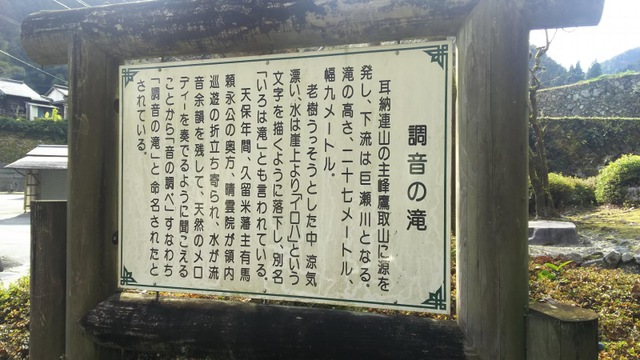 調音の滝
耳納連山の主峰鷹取山に源を
発し、下流は巨瀬川となる。
滝の高さ、二十七メートル、
幅九メートル。
老樹うっそうとした中 涼気
漂い、水は崖上よりイロハという
文字を描くように落下し、別名
「いろは滝」とも言われている。
天保年間、久留米藩主有馬
頼永公の奥方、晴雲院が領内
巡遊の折立ち寄られ、水が流
音余韻を残して、天然のメロ
ディーを奏でるように聞こえる
ことから「音の調べ」すなわち
「調音の滝」と命名されたと
されている。